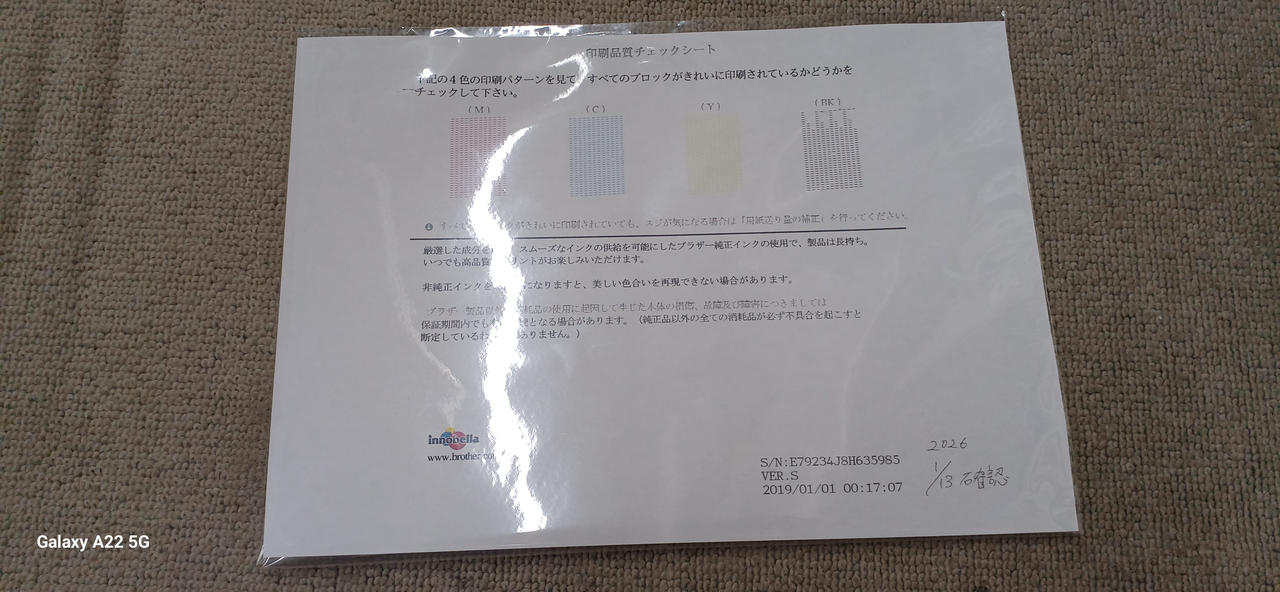 印刷品質チェックシート
下記の4色の印刷パターンを見て、すべてのブロックがきれいに印刷されているかどうかを
チェックして下さい。
(M) (C) (Y) (BK)
すべ がきれいに印刷されていても、スジが気になる場合は「用紙送り量の補正」を行ってください。
厳選した成分を スムーズなインクの供給を可能にしたブラザー純正インクの使用で、製品は長持ち。
いつでも高品質 リントがお楽しみいただけます。
非純正インクを になりますと、美しい色合いを再現できない場合があります。
ブラザー製品 耗品の使用に起因して生じた本体の損傷、故障及び障害につきましては
保証期間内でも となる場合があります。(純正品以外の全ての消耗品が必ず不具合を起こすと
断定しているわ ありません。)
innobella
www.brother.co
S/N:E79234J8H635985
VER.S
2019/01/01 00:17:07
2026
1/13 確認
Galaxy A22 5G